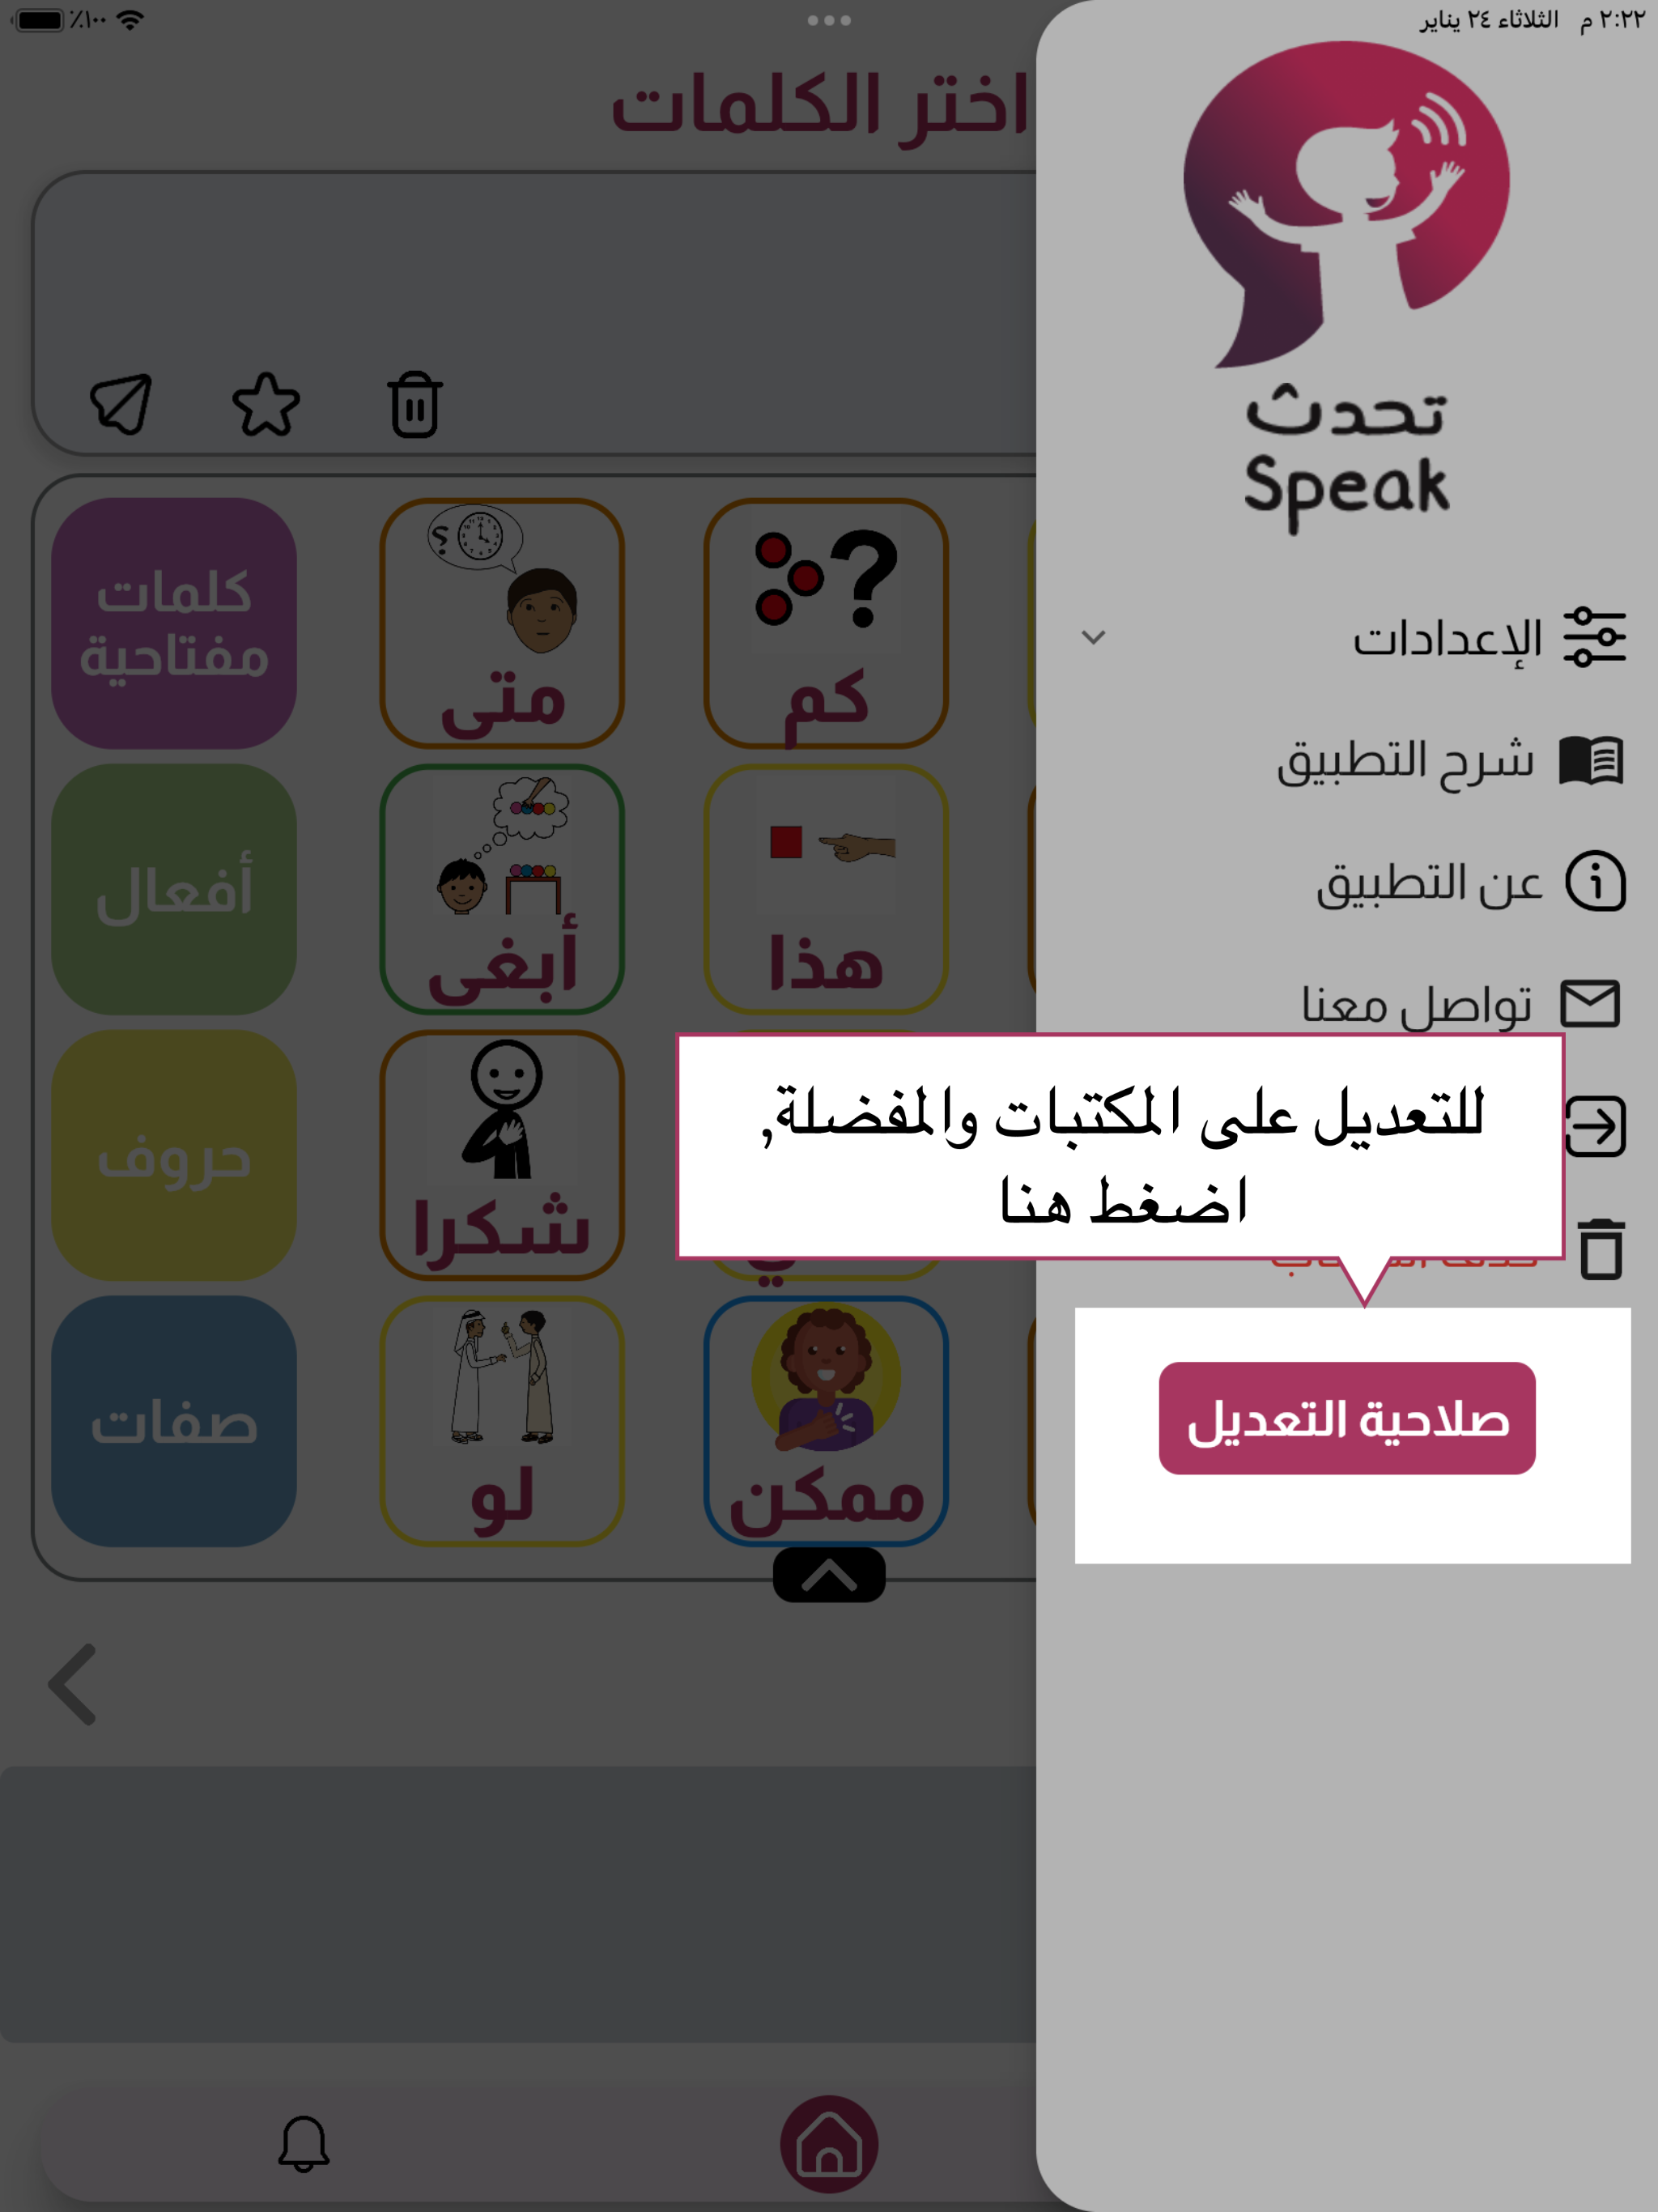 ٢:٢٢ م الثلاثاء ٢٤ يناير
٪١٠٠
تحدث
Speak
الإعدادات
شرح التطبيق
عن التطبيق
تواصل معنا
للتعديل على المكتبات والمفضلة,
اضغط هنا
صلاحية التعديل
اختر الكلمات
كم
متى
كلمات
مفتاحية
هذا
أبغى
أفعال
شكرا
حروف
ممكن
لو
صفات